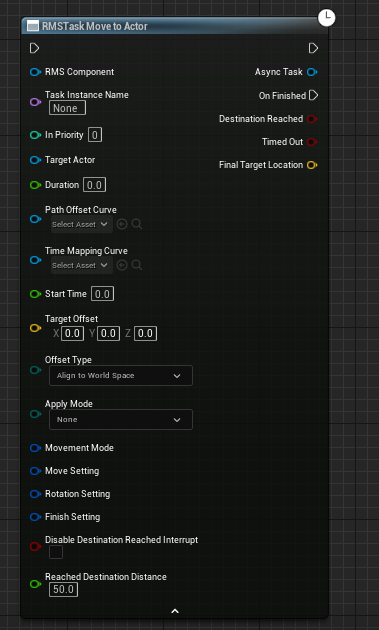 RMSTask Move to Actor
RMS Component
Async Task
Task Instance Name
None
On Finished
Destination Reached
In Priority 0
Timed Out
Target Actor
Final Target Location
Duration 0.0
Path Offset Curve
Select Asset
Time Mapping Curve
Select Asset
Start Time 0.0
Target Offset
X 0.0 Y 0.0 Z 0.0
Offset Type
Align to World Space
Apply Mode
None
Movement Mode
Move Setting
Rotation Setting
Finish Setting
Disable Destination Reached Interrupt
Reached Destination Distance
50.0